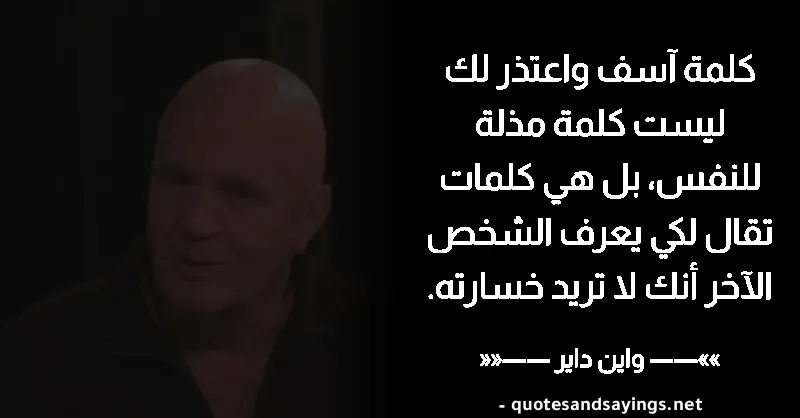 كلمة آسف واعتذر لك
ليست كلمة مذلة
للنفس، بل هي كلمات
تقال لكي يعرف الشخص
الآخر أنك لا تريد خسارته.
»»—— واين داير ——««
- quotesandsayings.net